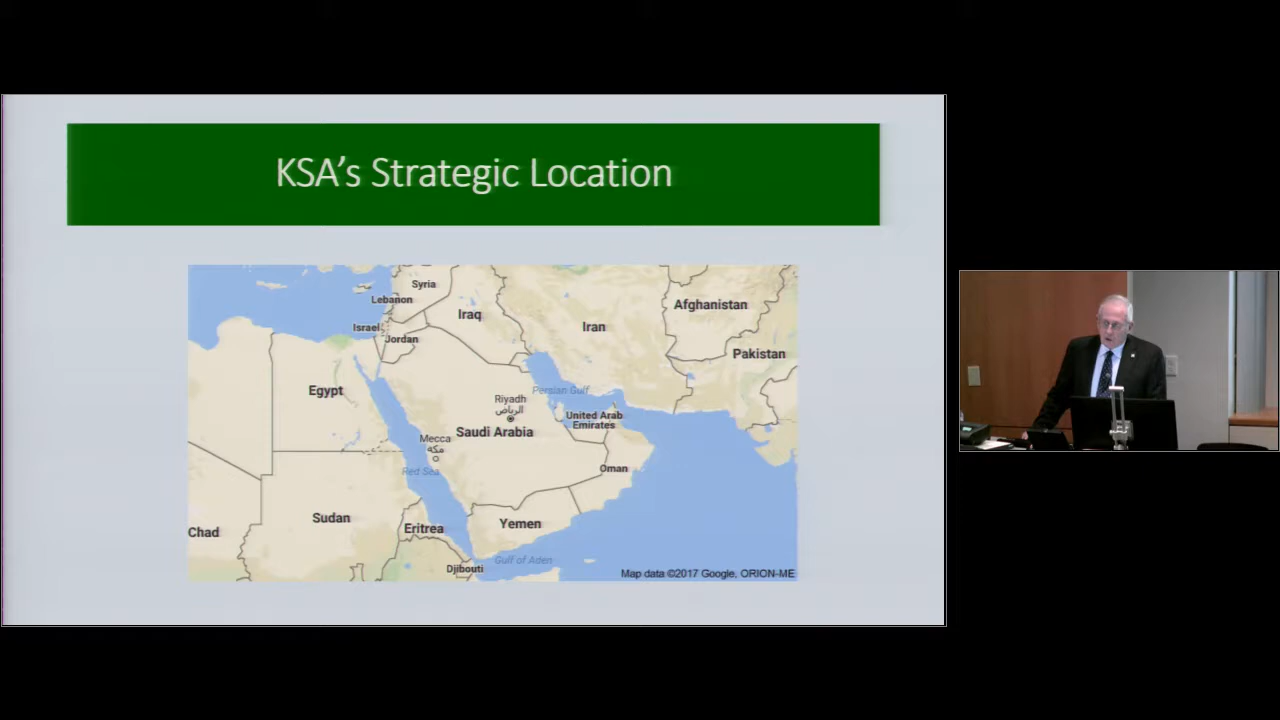 KSA's Strategic Location
Syria
Lebanon
Iraq
Afghanistan
Israel
Iran
Jordan
Pakistan
Egypt
Persian Gulf
Riyadh
الرياض
United Arab
Emirates
Saudi Arabia
Mecca
مكة
Red Sea
Oman
Sudan
Yemen
Eritrea
Chad
Gulf of Aden
Djibouti
Map data ©2017 Google, ORION-ME